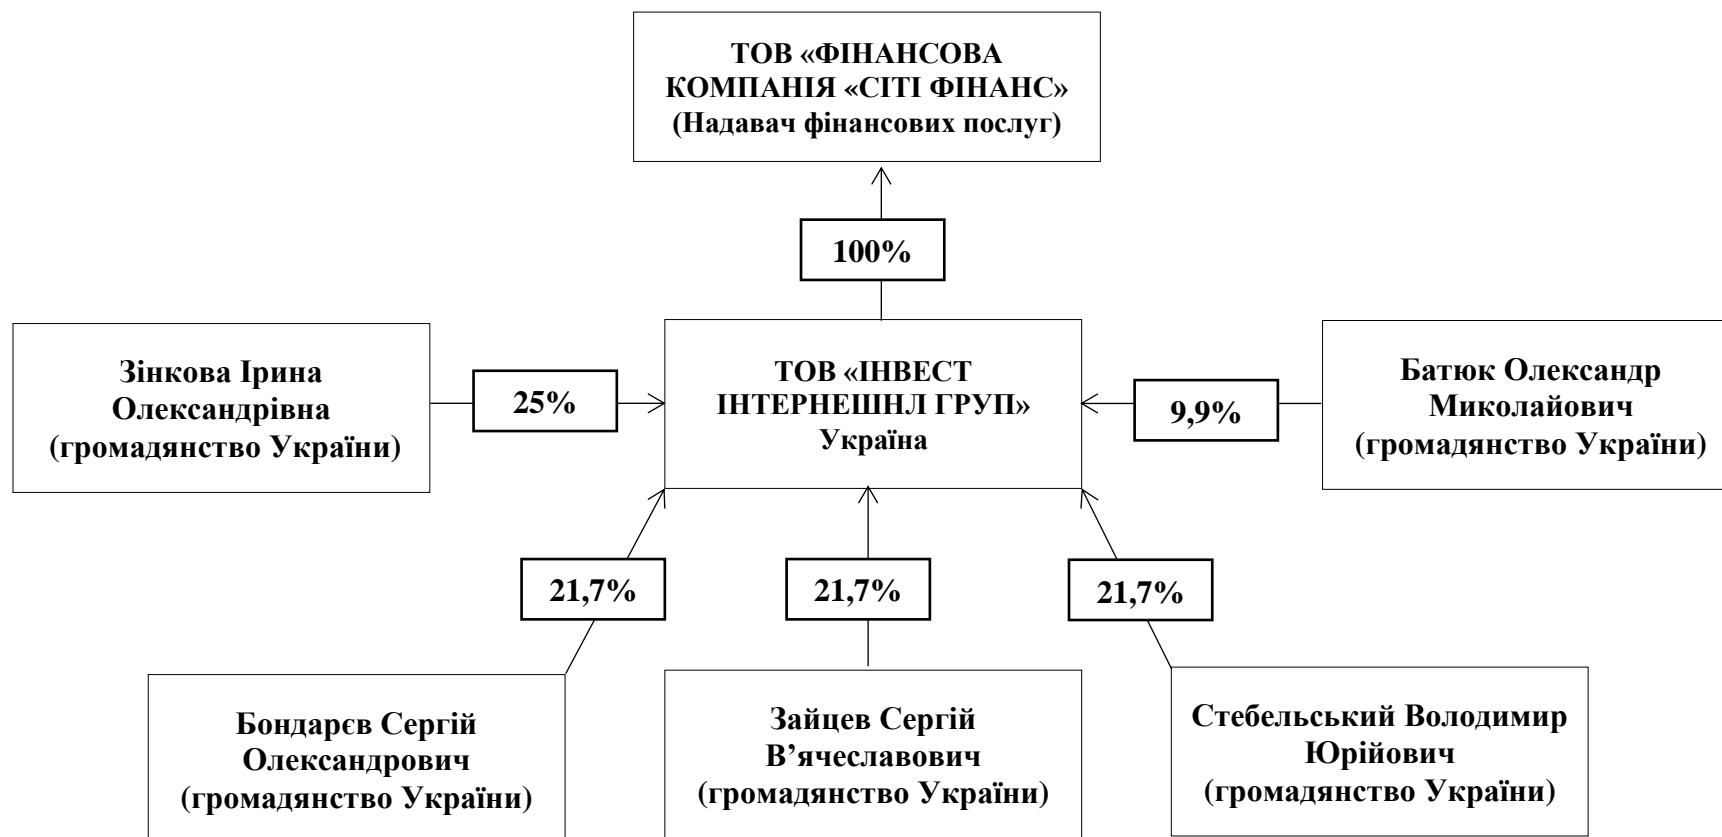 ТОВ «ФІНАНСОВА
КОМПАНІЯ «СІТІ ФІНАНС»
(Надавач фінансових послуг)
100%
Зінкова Ірина
Олександрівна
(громадянство України)
25%
ТОВ «ІНВЕСТ
ІНТЕРНЕШНЛ ГРУП»
Україна
9,9%
Батюк Олександр
Миколайович
(громадянство України)
21,7%
21,7%
21,7%
Бондарєв Сергій
Олександрович
(громадянство України)
Зайцев Сергій
В’ячеславович
(громадянство України)
Стебельський Володимир
Юрійович
(громадянство України)